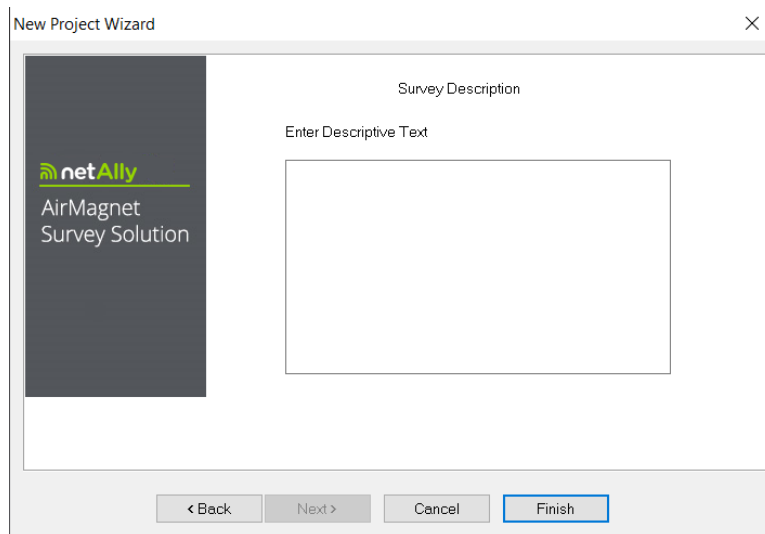 New Project Wizard
netAlly
AirMagnet
Survey Solution
Survey Description
Enter Descriptive Text
< Back
Next >
Cancel
Finish